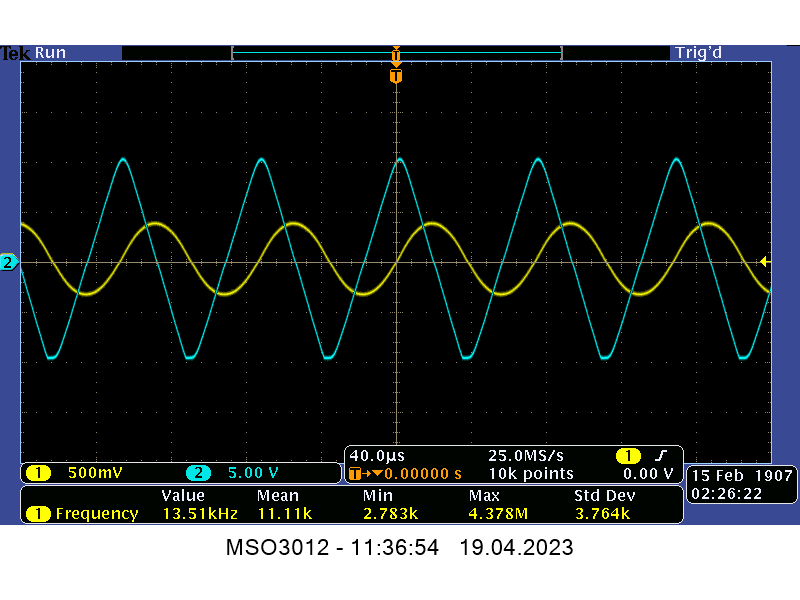 Tek Run Trig'd
T
T
2
1 500mV 2 5.00 V
40.0µs 25.0MS/s 1
T→▼0.00000 s 10k points 0.00 V
15 Feb 1907
02:26:22
Value Mean Min Max Std Dev
1 Frequency 13.51kHz 11.11k 2.783k 4.378M 3.764k
MSO3012 - 11:36:54 19.04.2023